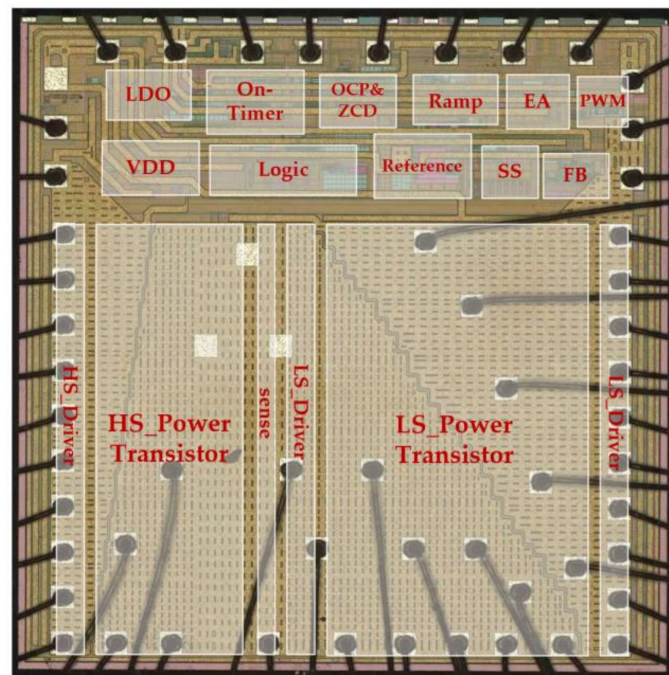 LDO
On-
Timer
OCP&
ZCD
Ramp
EA
PWM
VDD
Logic
Reference
SS
FB
HS_Driver
HS_Power
Transistor
sense
LS_Driver
LS_Power
Transistor
LS_Driver